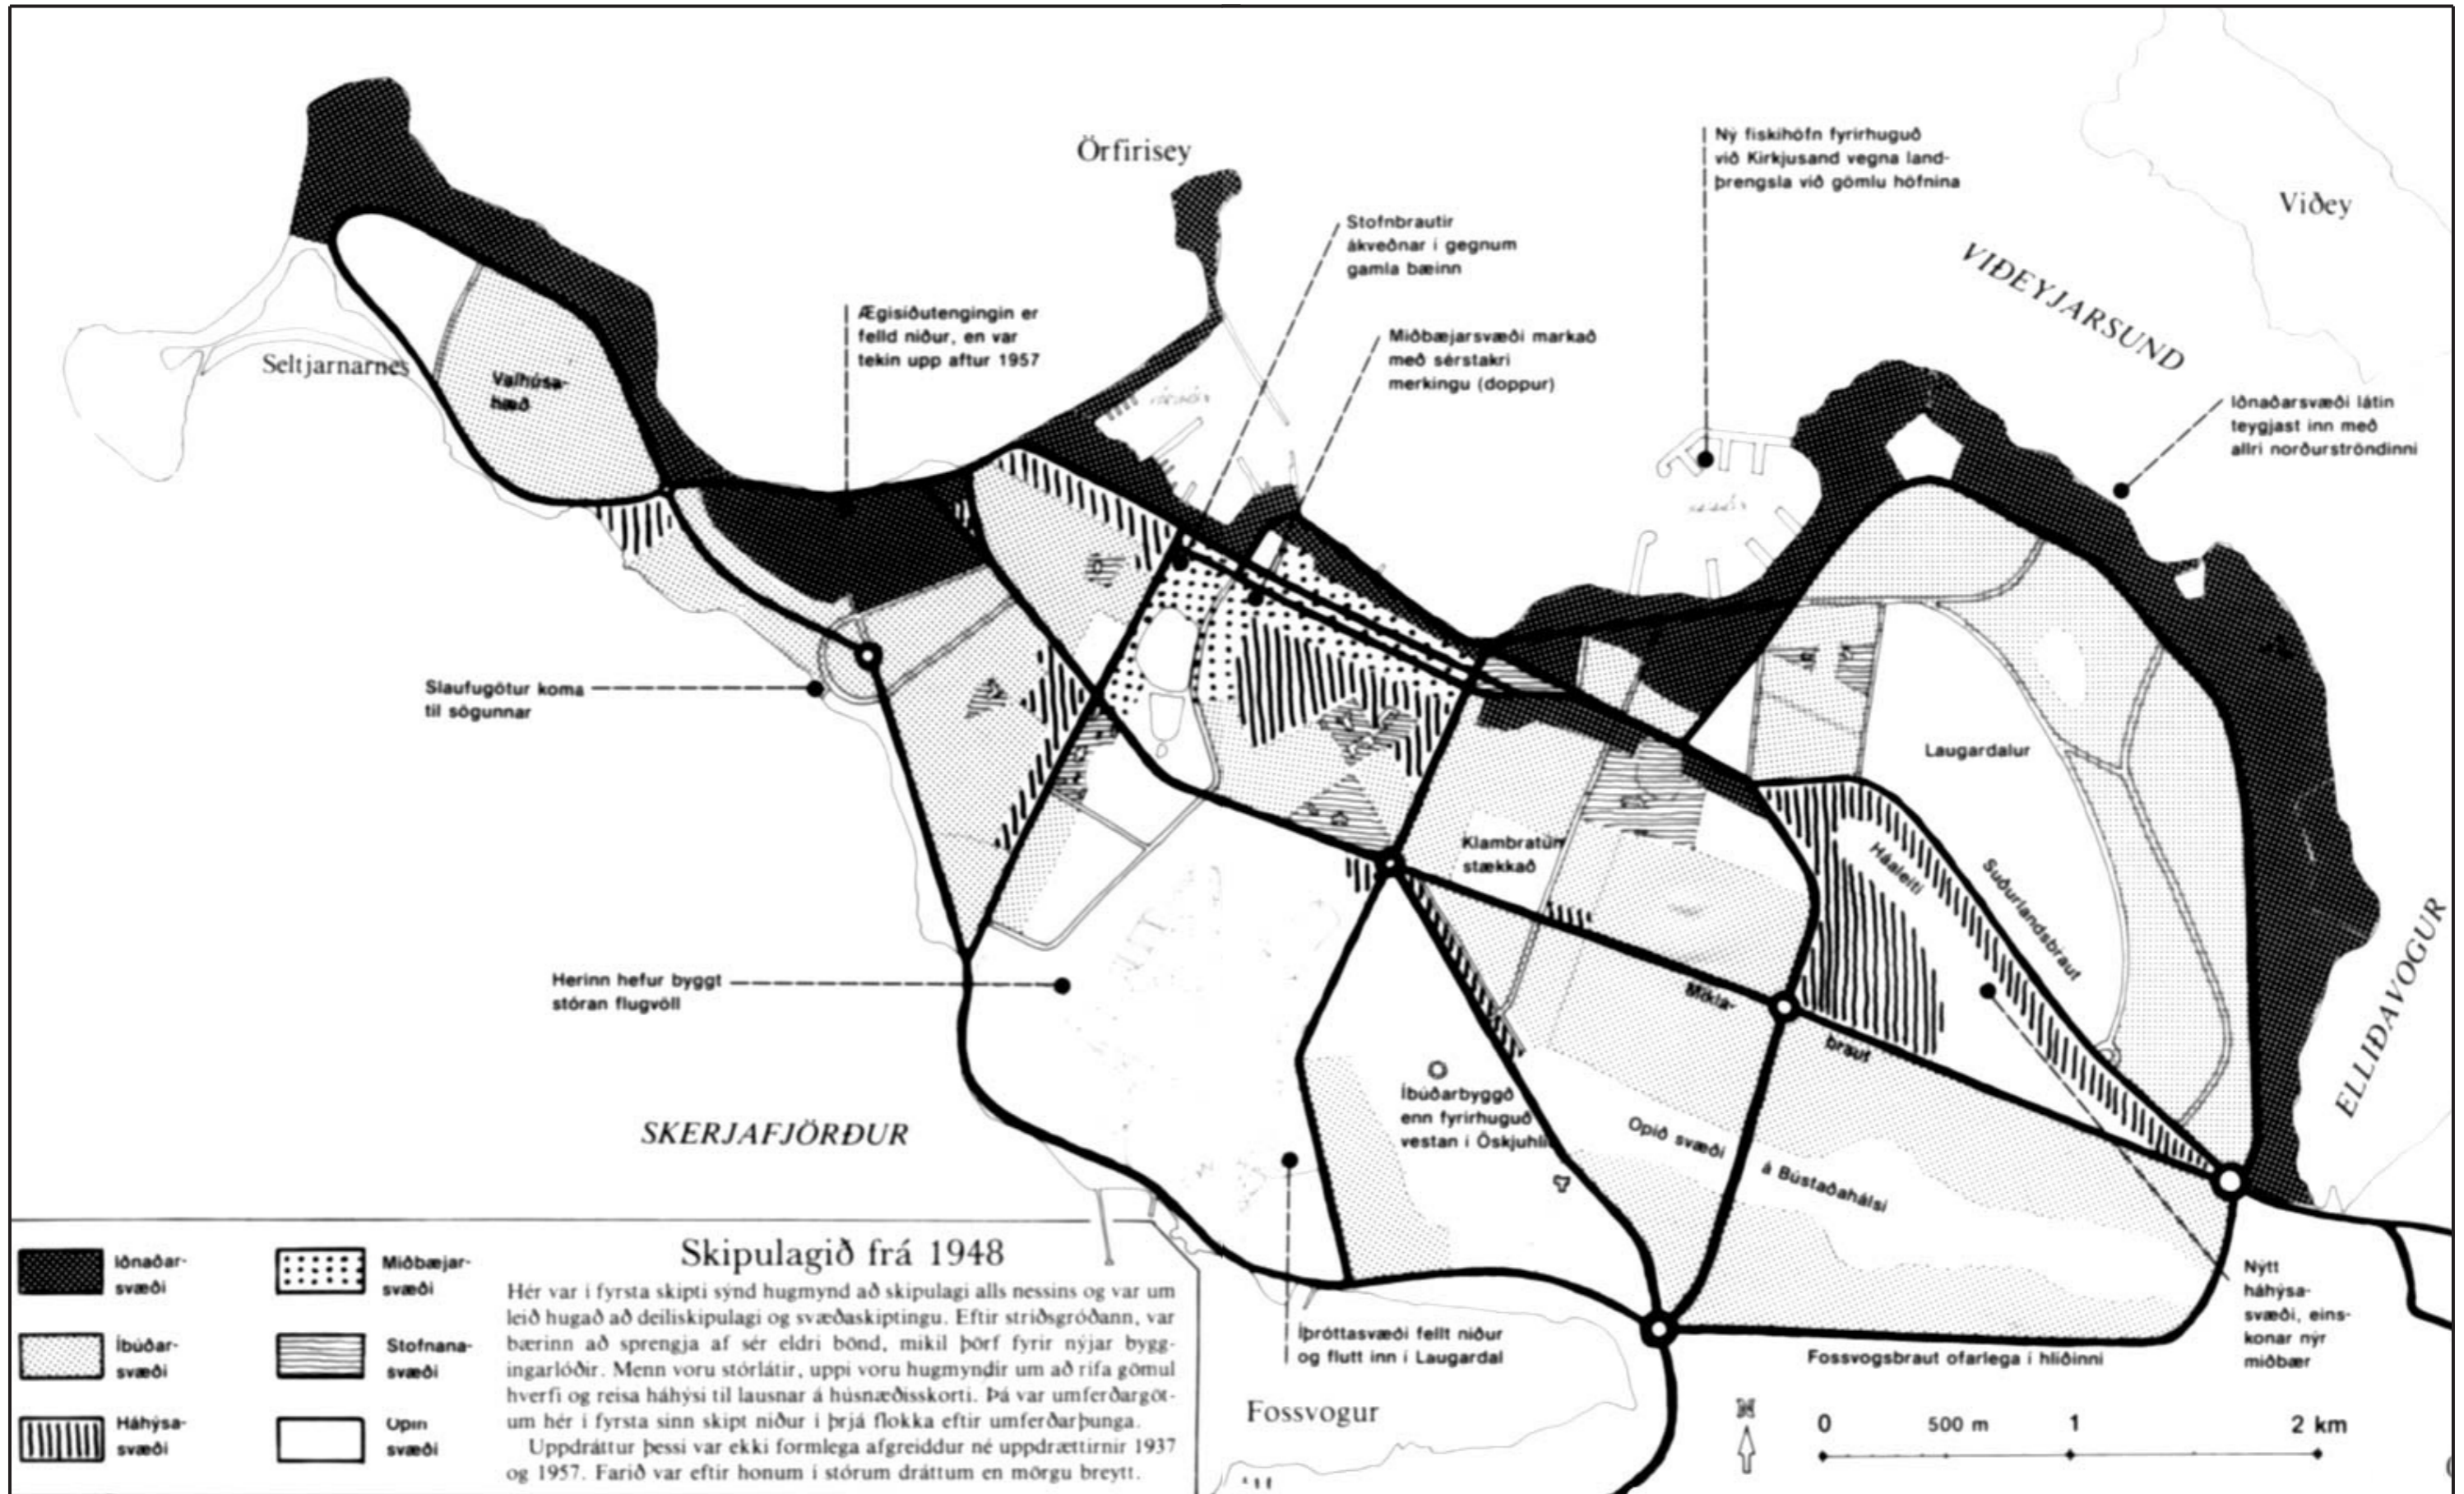 Örfirisey
Ný fiskihöfn fyrirhuguð
við Kirkjusand vegna land-
þrengsla við gömlu höfnina
Viðey
VIÐEYJARSUND
Stofnbrautir
ákveðnar í gegnum
gamla bæinn
Ægisíðutengingin er
felld niður, en var
tekin upp aftur 1957
Miðbæjarsvæði markað
með sérstakri
merkingu (doppur)
Seltjarnarnes
Valhúsa-
hæð
Iðnaðarsvæði látin
teygjast inn með
allri norðurströndinni
Slaufugötur koma
til sögunnar
Laugardalur
Klambratún
stækkað
Háaleiti
Suðurlandsbraut
Herinn hefur byggt
stóran flugvöll
Mikla-
braut
ELLIÐAVOGUR
SKERJAFJÖRÐUR
Íbúðarbyggð
enn fyrirhuguð
vestan í Öskjuhlíð
Opið svæði
á Bústaðahálsi
Nýtt
háhýsa-
svæði, eins-
konar nýr
miðbær
Íþróttasvæði fellt niður
og flutt inn í Laugardal
Fossvogsbraut ofarlega í hlíðinni
Fossvogur
N
0 500 m 1 2 km
Iðnaðar-
svæði
Íbúðar-
svæði
Háhýsa-
svæði
Miðbæjar-
svæði
Stofnana-
svæði
Opin
svæði
Skipulagið frá 1948
Hér var í fyrsta skipti sýnd hugmynd að skipulagi alls nessins og var um
leið hugað að deiliskipulagi og svæðaskiptingu. Eftir stríðsgróðann, var
bærinn að sprengja af sér eldri bönd, mikil þörf fyrir nýjar bygg-
ingarlóðir. Menn voru stórlátir, uppi voru hugmyndir um að rífa gömul
hverfi og reisa háhýsi til lausnar á húsnæðisskorti. Þá var umferðargöt-
um hér í fyrsta sinn skipt niður í þrjá flokka eftir umferðarþunga.
Uppdráttur þessi var ekki formlega afgreiddur né uppdrættirnir 1937
og 1957. Farið var eftir honum í stórum dráttum en mörgu breytt.